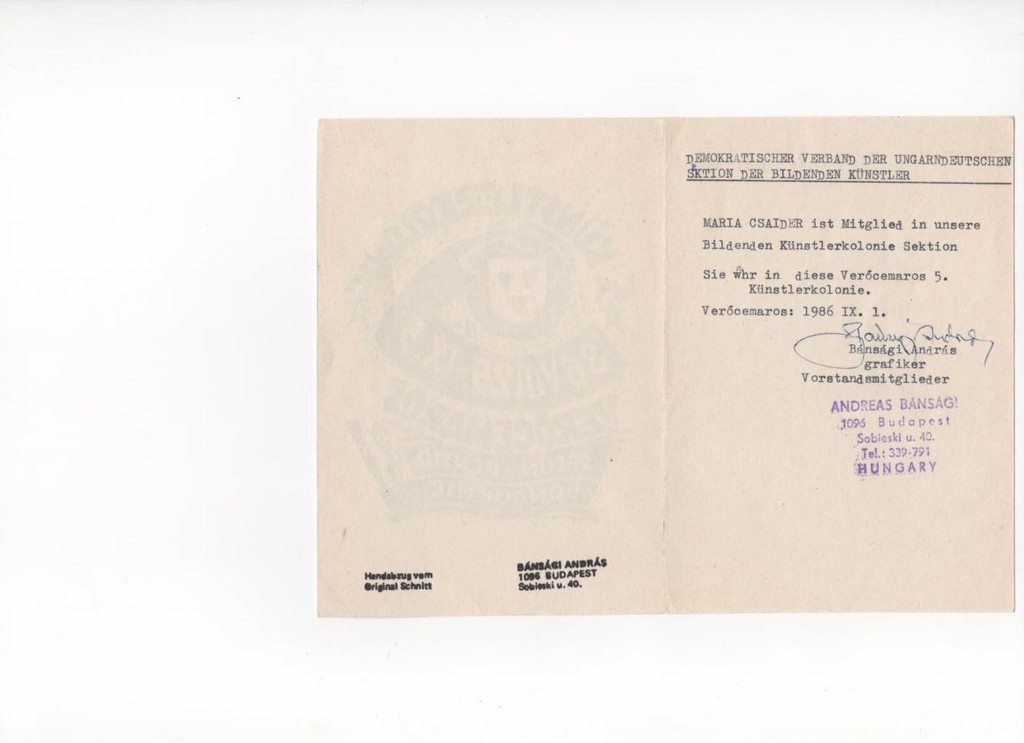 Handabzug vom
Original Schnitt
BÁNSÁGI ANDRÁS
1096 BUDAPEST
Sobieski u. 40.
DEMOKRATISCHER VERBAND DER UNGARNDEUTSCHEN
SKTION DER BILDENDEN KÜNSTLER
MARIA CSAIDER ist Mitglied in unsere
Bildenden Künstlerkolonie Sektion
Sie whr in diese Verőcemaros 5.
Künstlerkolonie.
Verőcemaros: 1986 IX. 1.
Bánsági András
grafiker
Vorstandsmitglieder
ANDREAS BÁNSÁGI
1096 Budapest
Sobieski u. 40.
Tel.: 339-791
HUNGARY